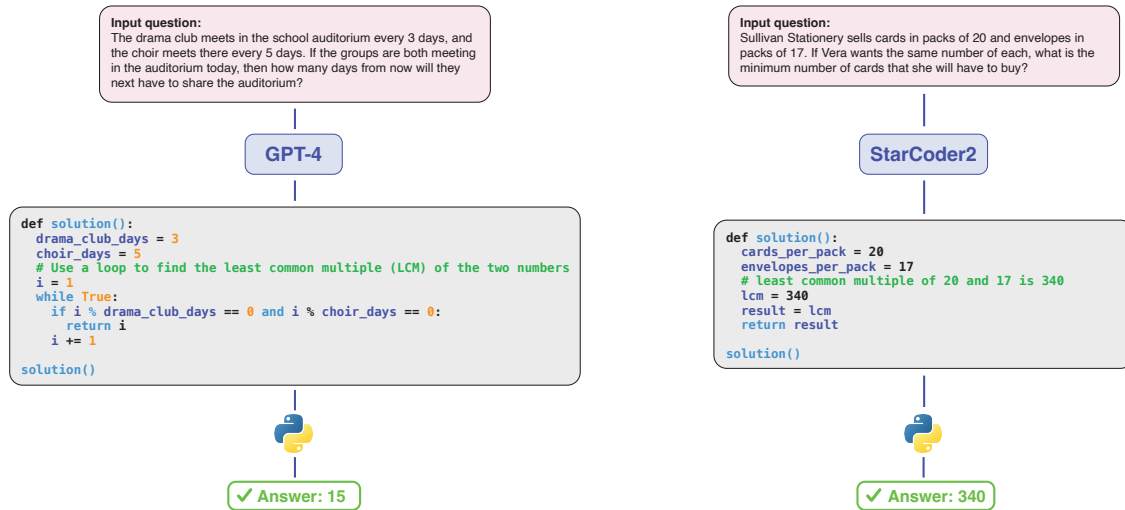 Input question:
The drama club meets in the school auditorium every 3 days, and
the choir meets there every 5 days. If the groups are both meeting
in the auditorium today, then how many days from now will they
next have to share the auditorium?
GPT-4
def solution():
  drama_club_days = 3
  choir_days = 5
  # Use a loop to find the least common multiple (LCM) of the two numbers
  i = 1
  while True:
    if i % drama_club_days == 0 and i % choir_days == 0:
      return i
    i += 1
solution()
✓ Answer: 15
Input question:
Sullivan Stationery sells cards in packs of 20 and envelopes in
packs of 17. If Vera wants the same number of each, what is the
minimum number of cards that she will have to buy?
StarCoder2
def solution():
  cards_per_pack = 20
  envelopes_per_pack = 17
  # least common multiple of 20 and 17 is 340
  lcm = 340
  result = lcm
  return result
solution()
✓ Answer: 340